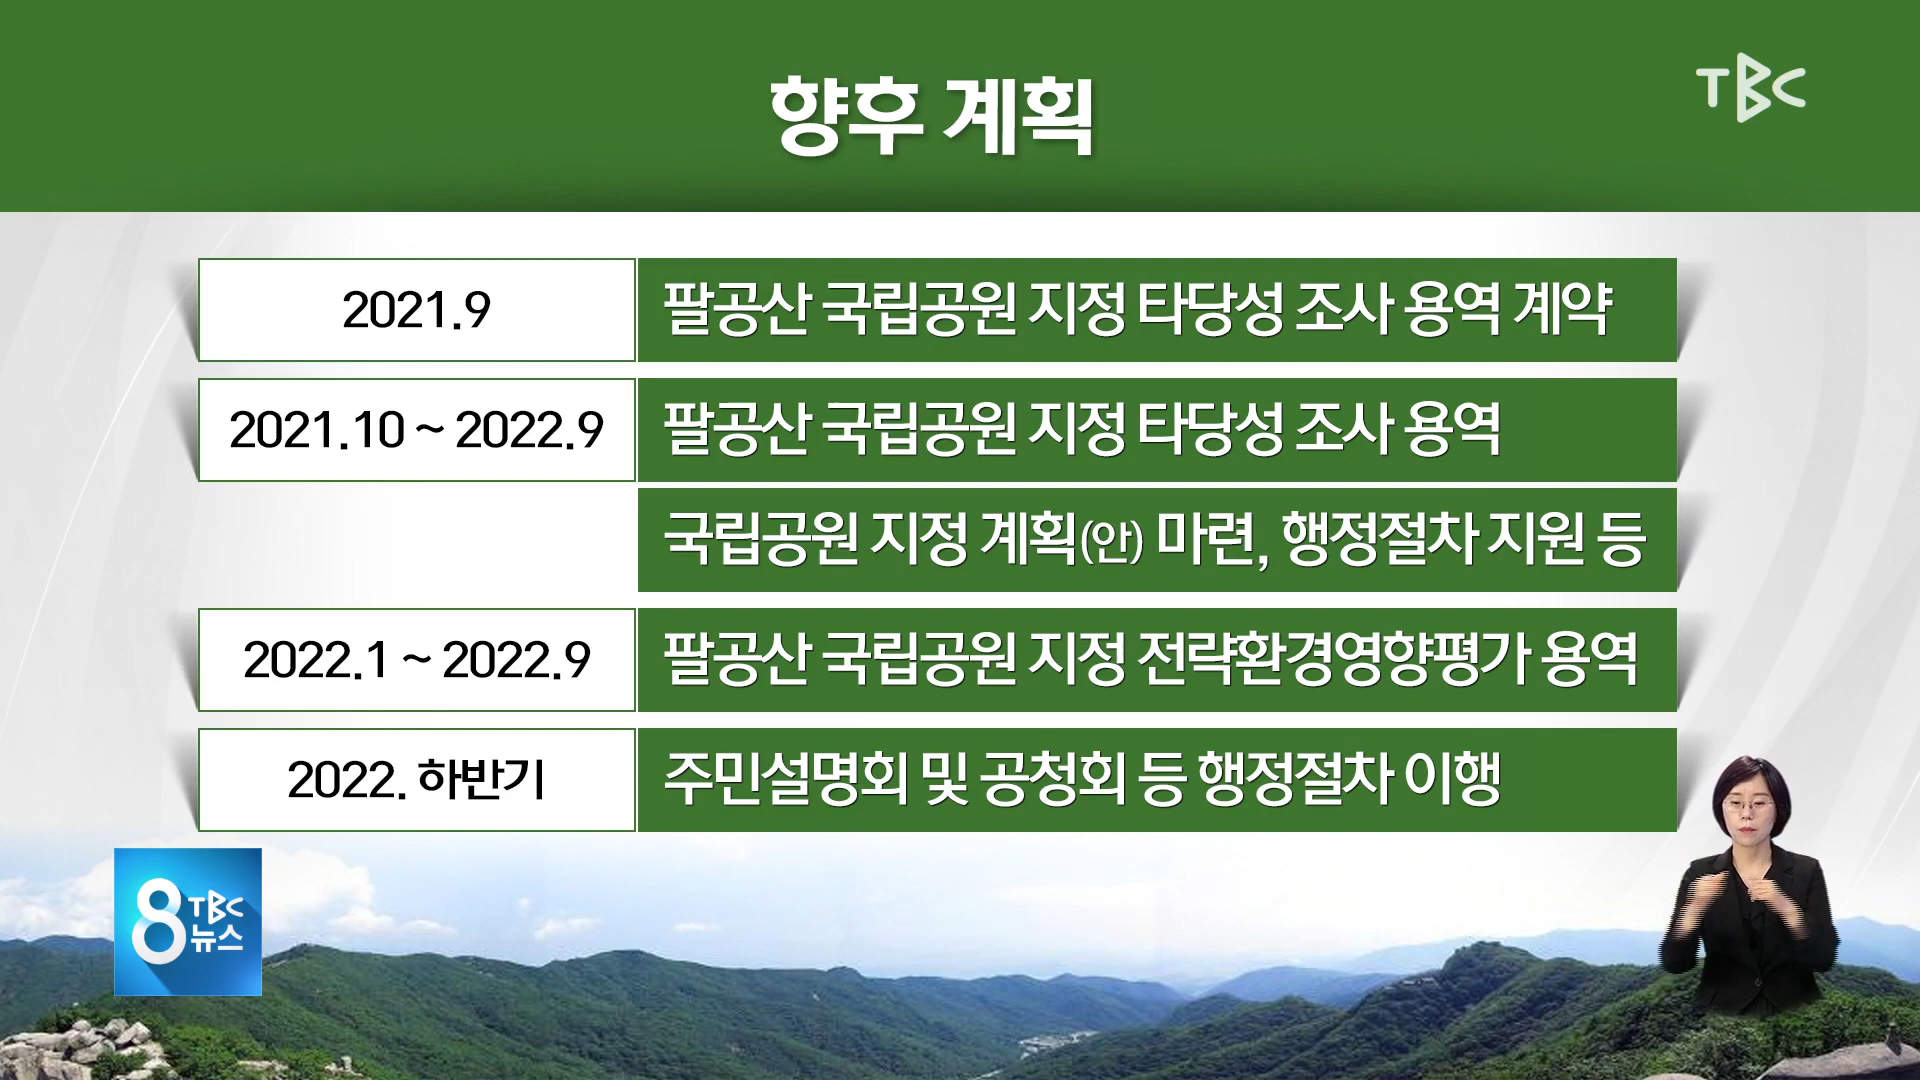 향후 계획
TBC
2021.9
팔공산 국립공원 지정 타당성 조사 용역 계약
2021.10 ~ 2022.9
팔공산 국립공원 지정 타당성 조사 용역
국립공원 지정 계획(안) 마련, 행정절차 지원 등
2022.1 ~ 2022.9
팔공산 국립공원 지정 전략환경영향평가 용역
2022. 하반기
주민설명회 및 공청회 등 행정절차 이행
8 TBC
뉴스